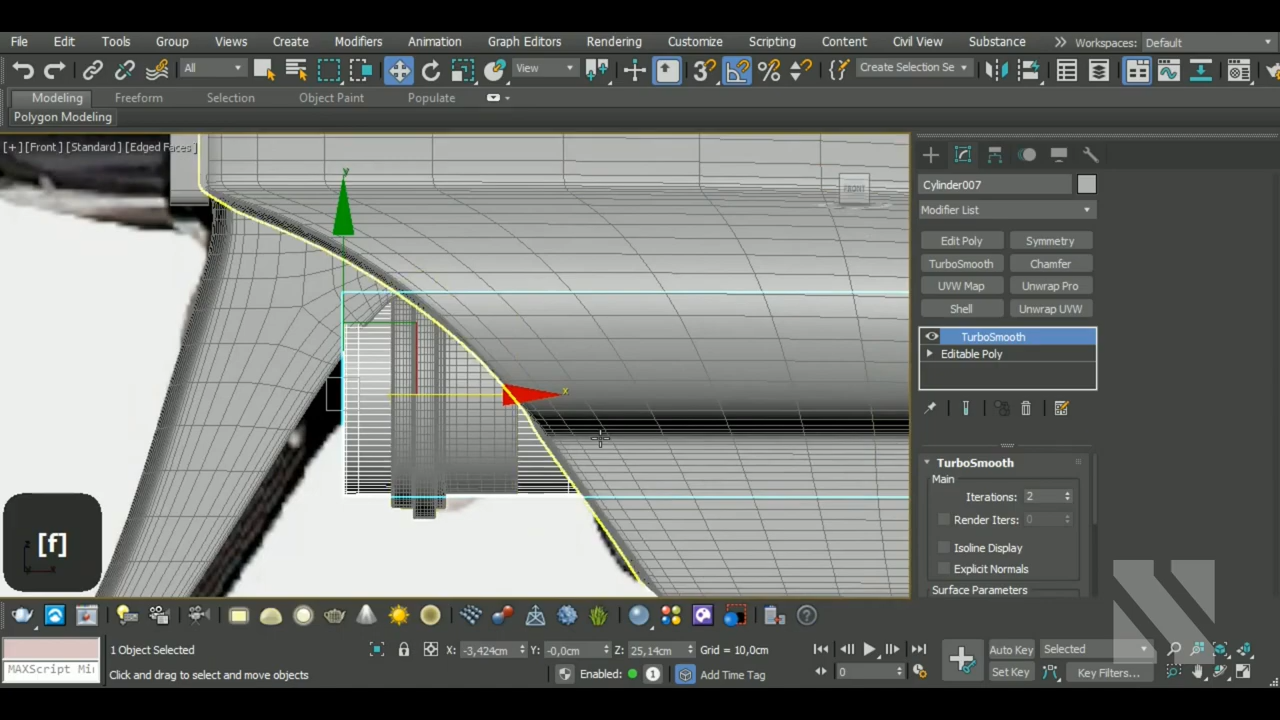 File Edit Tools Group Views Create Modifiers Animation Graph Editors Rendering Customize Scripting Content Civil View Substance Workspaces: Default
All View Create Selection Se
Modeling Freeform Selection Object Paint Populate
Polygon Modeling
[+] [Front] [Standard] [Edged Faces]
FRONT
Cylinder007
Modifier List
Edit Poly Symmetry
TurboSmooth Chamfer
UVW Map Unwrap Pro
Shell Unwrap UVW
TurboSmooth
Editable Poly
TurboSmooth
Main
Iterations: 2
Render Iters: 0
Isoline Display
Explicit Normals
Surface Parameters
y
x
[f]
z
x
1 Object Selected X: -3,424cm Y: -0,0cm Z: 25,14cm Grid = 10,0cm
MAXScript Mi Click and drag to select and move objects Enabled: 1 Add Time Tag
0
Auto Key Selected
Set Key Key Filters...